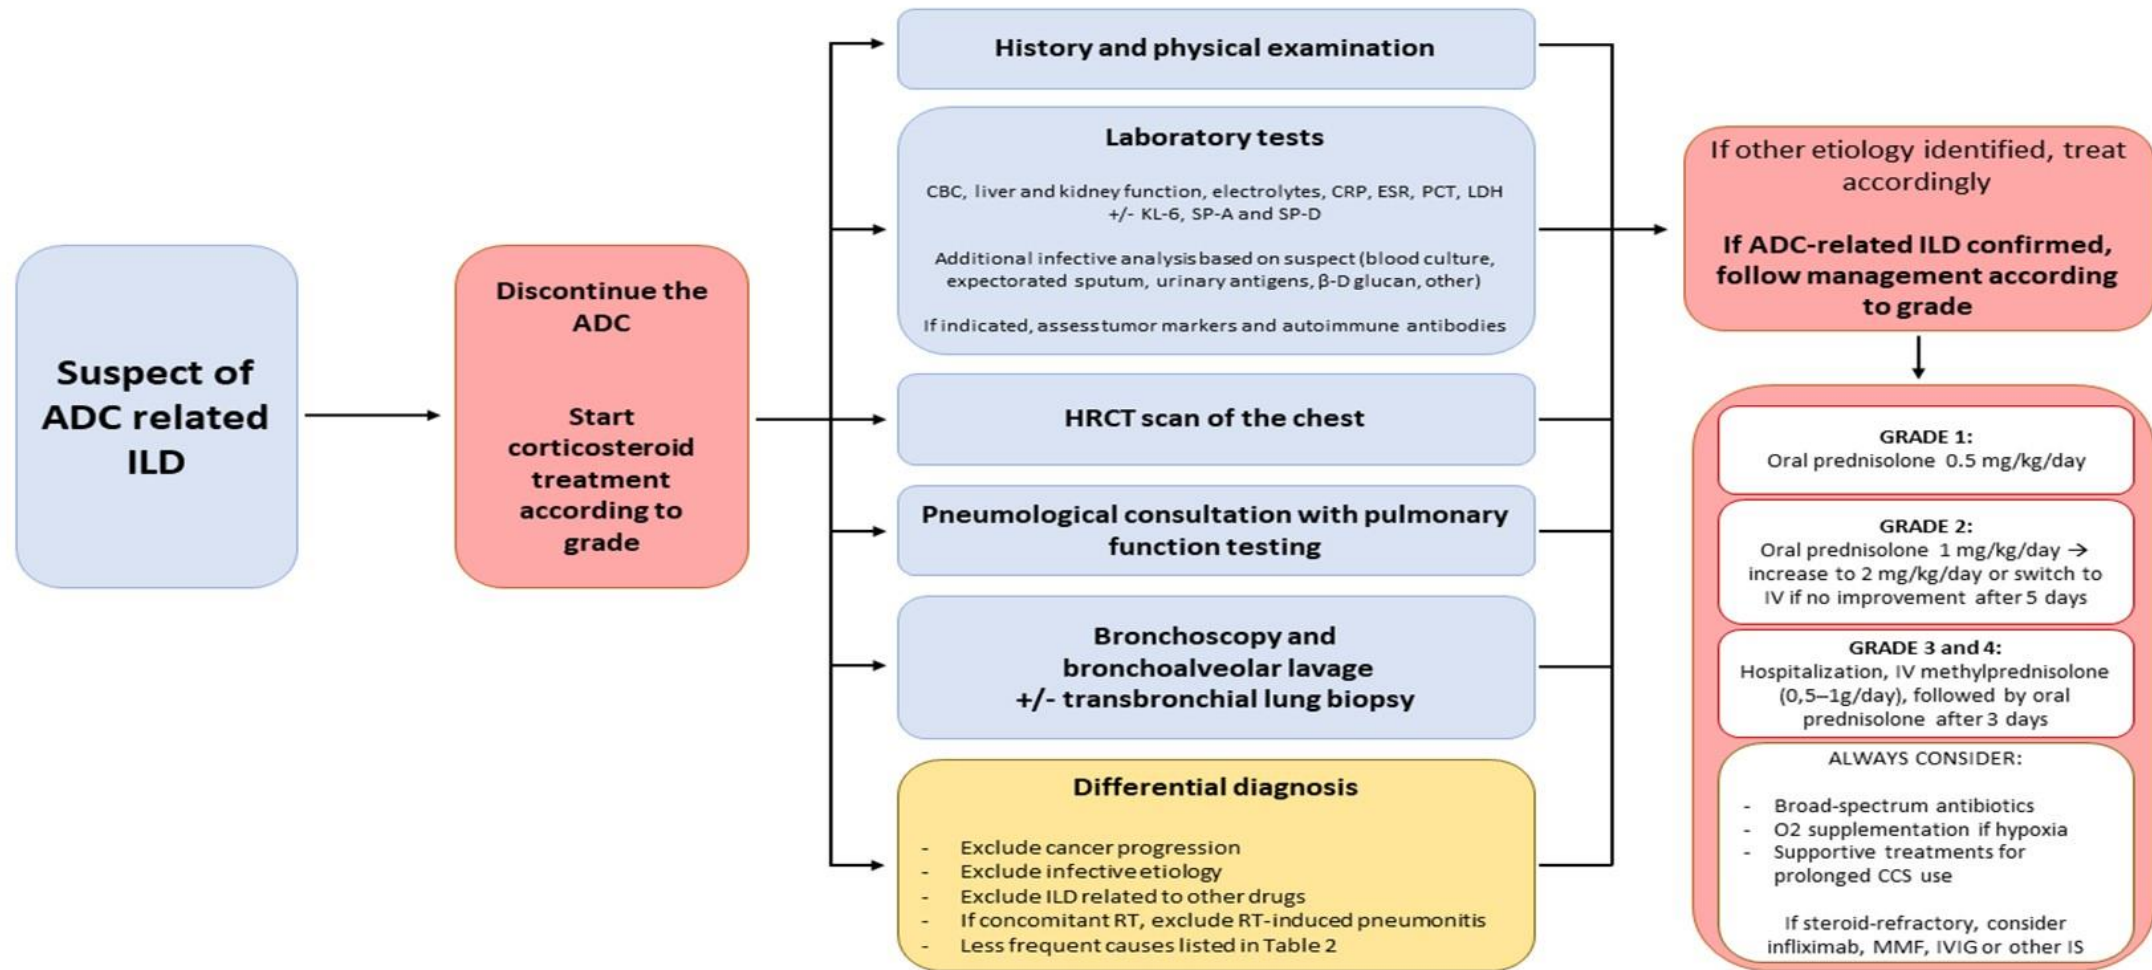 Suspect of
ADC related
ILD
Discontinue the
ADC
Start
corticosteroid
treatment
according to
grade
History and physical examination
Laboratory tests
CBC, liver and kidney function, electrolytes, CRP, ESR, PCT, LDH
+/- KL-6, SP-A and SP-D
Additional infective analysis based on suspect (blood culture,
expectorated sputum, urinary antigens, β-D glucan, other)
If indicated, assess tumor markers and autoimmune antibodies
HRCT scan of the chest
Pneumological consultation with pulmonary
function testing
Bronchoscopy and
bronchoalveolar lavage
+/- transbronchial lung biopsy
Differential diagnosis
- Exclude cancer progression
- Exclude infective etiology
- Exclude ILD related to other drugs
- If concomitant RT, exclude RT-induced pneumonitis
- Less frequent causes listed in Table 2
If other etiology identified, treat
accordingly
If ADC-related ILD confirmed,
follow management according
to grade
GRADE 1:
Oral prednisolone 0.5 mg/kg/day
GRADE 2:
Oral prednisolone 1 mg/kg/day →
increase to 2 mg/kg/day or switch to
IV if no improvement after 5 days
GRADE 3 and 4:
Hospitalization, IV methylprednisolone
(0,5–1g/day), followed by oral
prednisolone after 3 days
ALWAYS CONSIDER:
- Broad-spectrum antibiotics
- O2 supplementation if hypoxia
- Supportive treatments for
prolonged CCS use
If steroid-refractory, consider
infliximab, MMF, IVIG or other IS